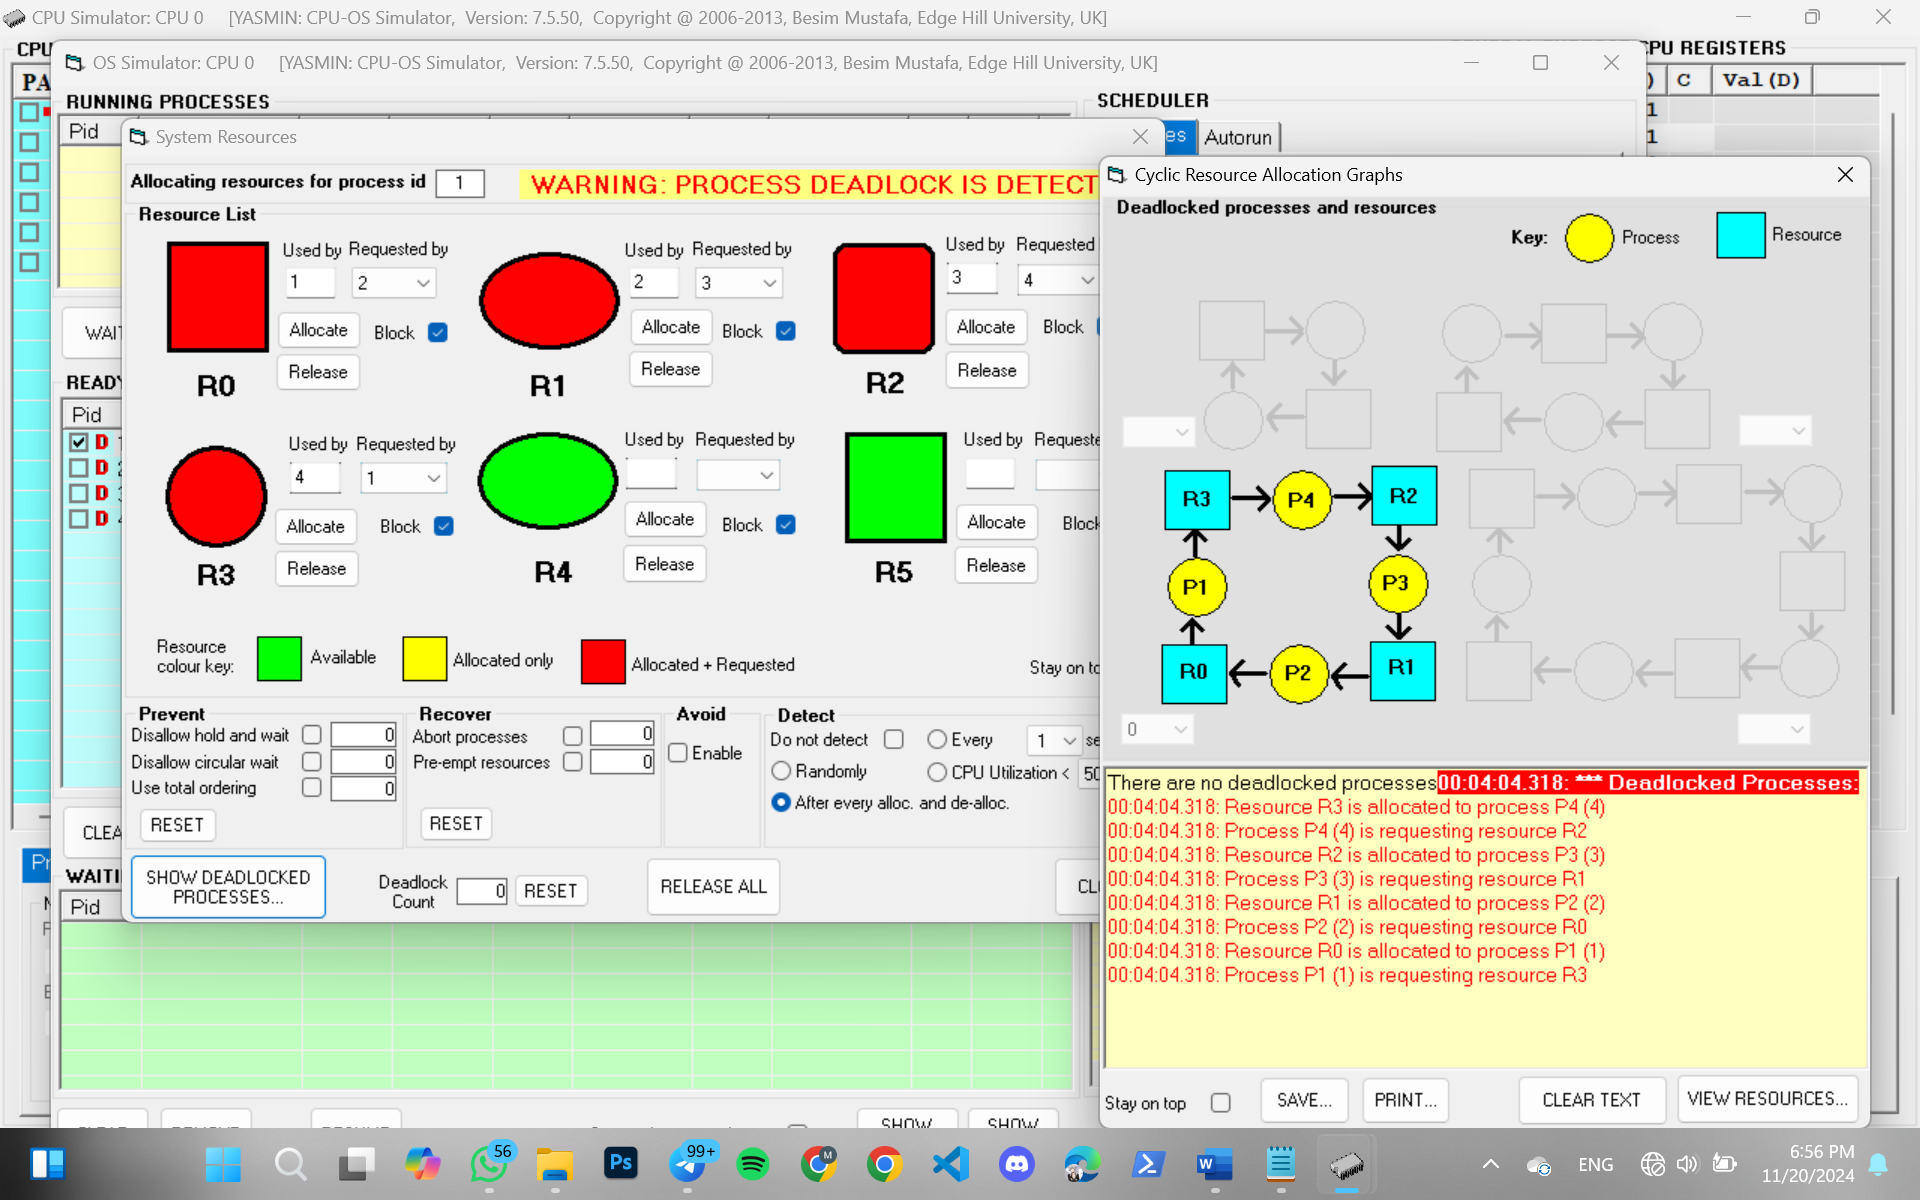 CPU Simulator: CPU 0 [YASMIN: CPU-OS Simulator, Version: 7.5.50, Copyright @ 2006-2013, Besim Mustafa, Edge Hill University, UK]
CPU REGISTERS
C Val(D)
1
1
OS Simulator: CPU 0 [YASMIN: CPU-OS Simulator, Version: 7.5.50, Copyright @ 2006-2013, Besim Mustafa, Edge Hill University, UK]
RUNNING PROCESSES
SCHEDULER
Pid
Autorun
System Resources
Allocating resources for process id 1
WARNING: PROCESS DEADLOCK IS DETECT
Resource List
Used by Requested by Used by Requested by Used by Requested
1 2 2 3 3 4
Allocate Block Allocate Block Allocate Block
Release Release Release
R0 R1 R2
Used by Requested by Used by Requested by Used by Requeste
4 1
Allocate Block Allocate Block Allocate Block
Release Release Release
R3 R4 R5
Resource colour key: Available Allocated only Allocated + Requested
Prevent
Disallow hold and wait 0
Disallow circular wait 0
Use total ordering 0
RESET
Recover
Abort processes 0
Pre-empt resources 0
RESET
Avoid
Enable
Detect
Do not detect Every 1
Randomly CPU Utilization < 50
After every alloc. and de-alloc.
SHOW DEADLOCKED
PROCESSES...
Deadlock
Count 0 RESET
RELEASE ALL
Pid
Pid
Cyclic Resource Allocation Graphs
Deadlocked processes and resources
Key: Process Resource
R3 P4 R2
P1 P3
R0 P2 R1
0
There are no deadlocked processes00:04:04.318: *** Deadlocked Processes:
00:04:04.318: Resource R3 is allocated to process P4 (4)
00:04:04.318: Process P4 (4) is requesting resource R2
00:04:04.318: Resource R2 is allocated to process P3 (3)
00:04:04.318: Process P3 (3) is requesting resource R1
00:04:04.318: Resource R1 is allocated to process P2 (2)
00:04:04.318: Process P2 (2) is requesting resource R0
00:04:04.318: Resource R0 is allocated to process P1 (1)
00:04:04.318: Process P1 (1) is requesting resource R3
Stay on top SAVE... PRINT... CLEAR TEXT VIEW RESOURCES...
56
99+
Ps
M
W
ENG
6:56 PM
11/20/2024